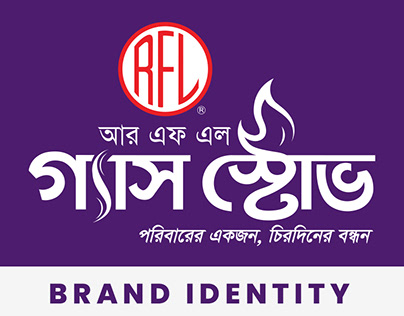 RFL
®
আর এফ এল
গ্যাস স্টোভ
পরিবারের একজন, চিরদিনের বন্ধন
BRAND IDENTITY